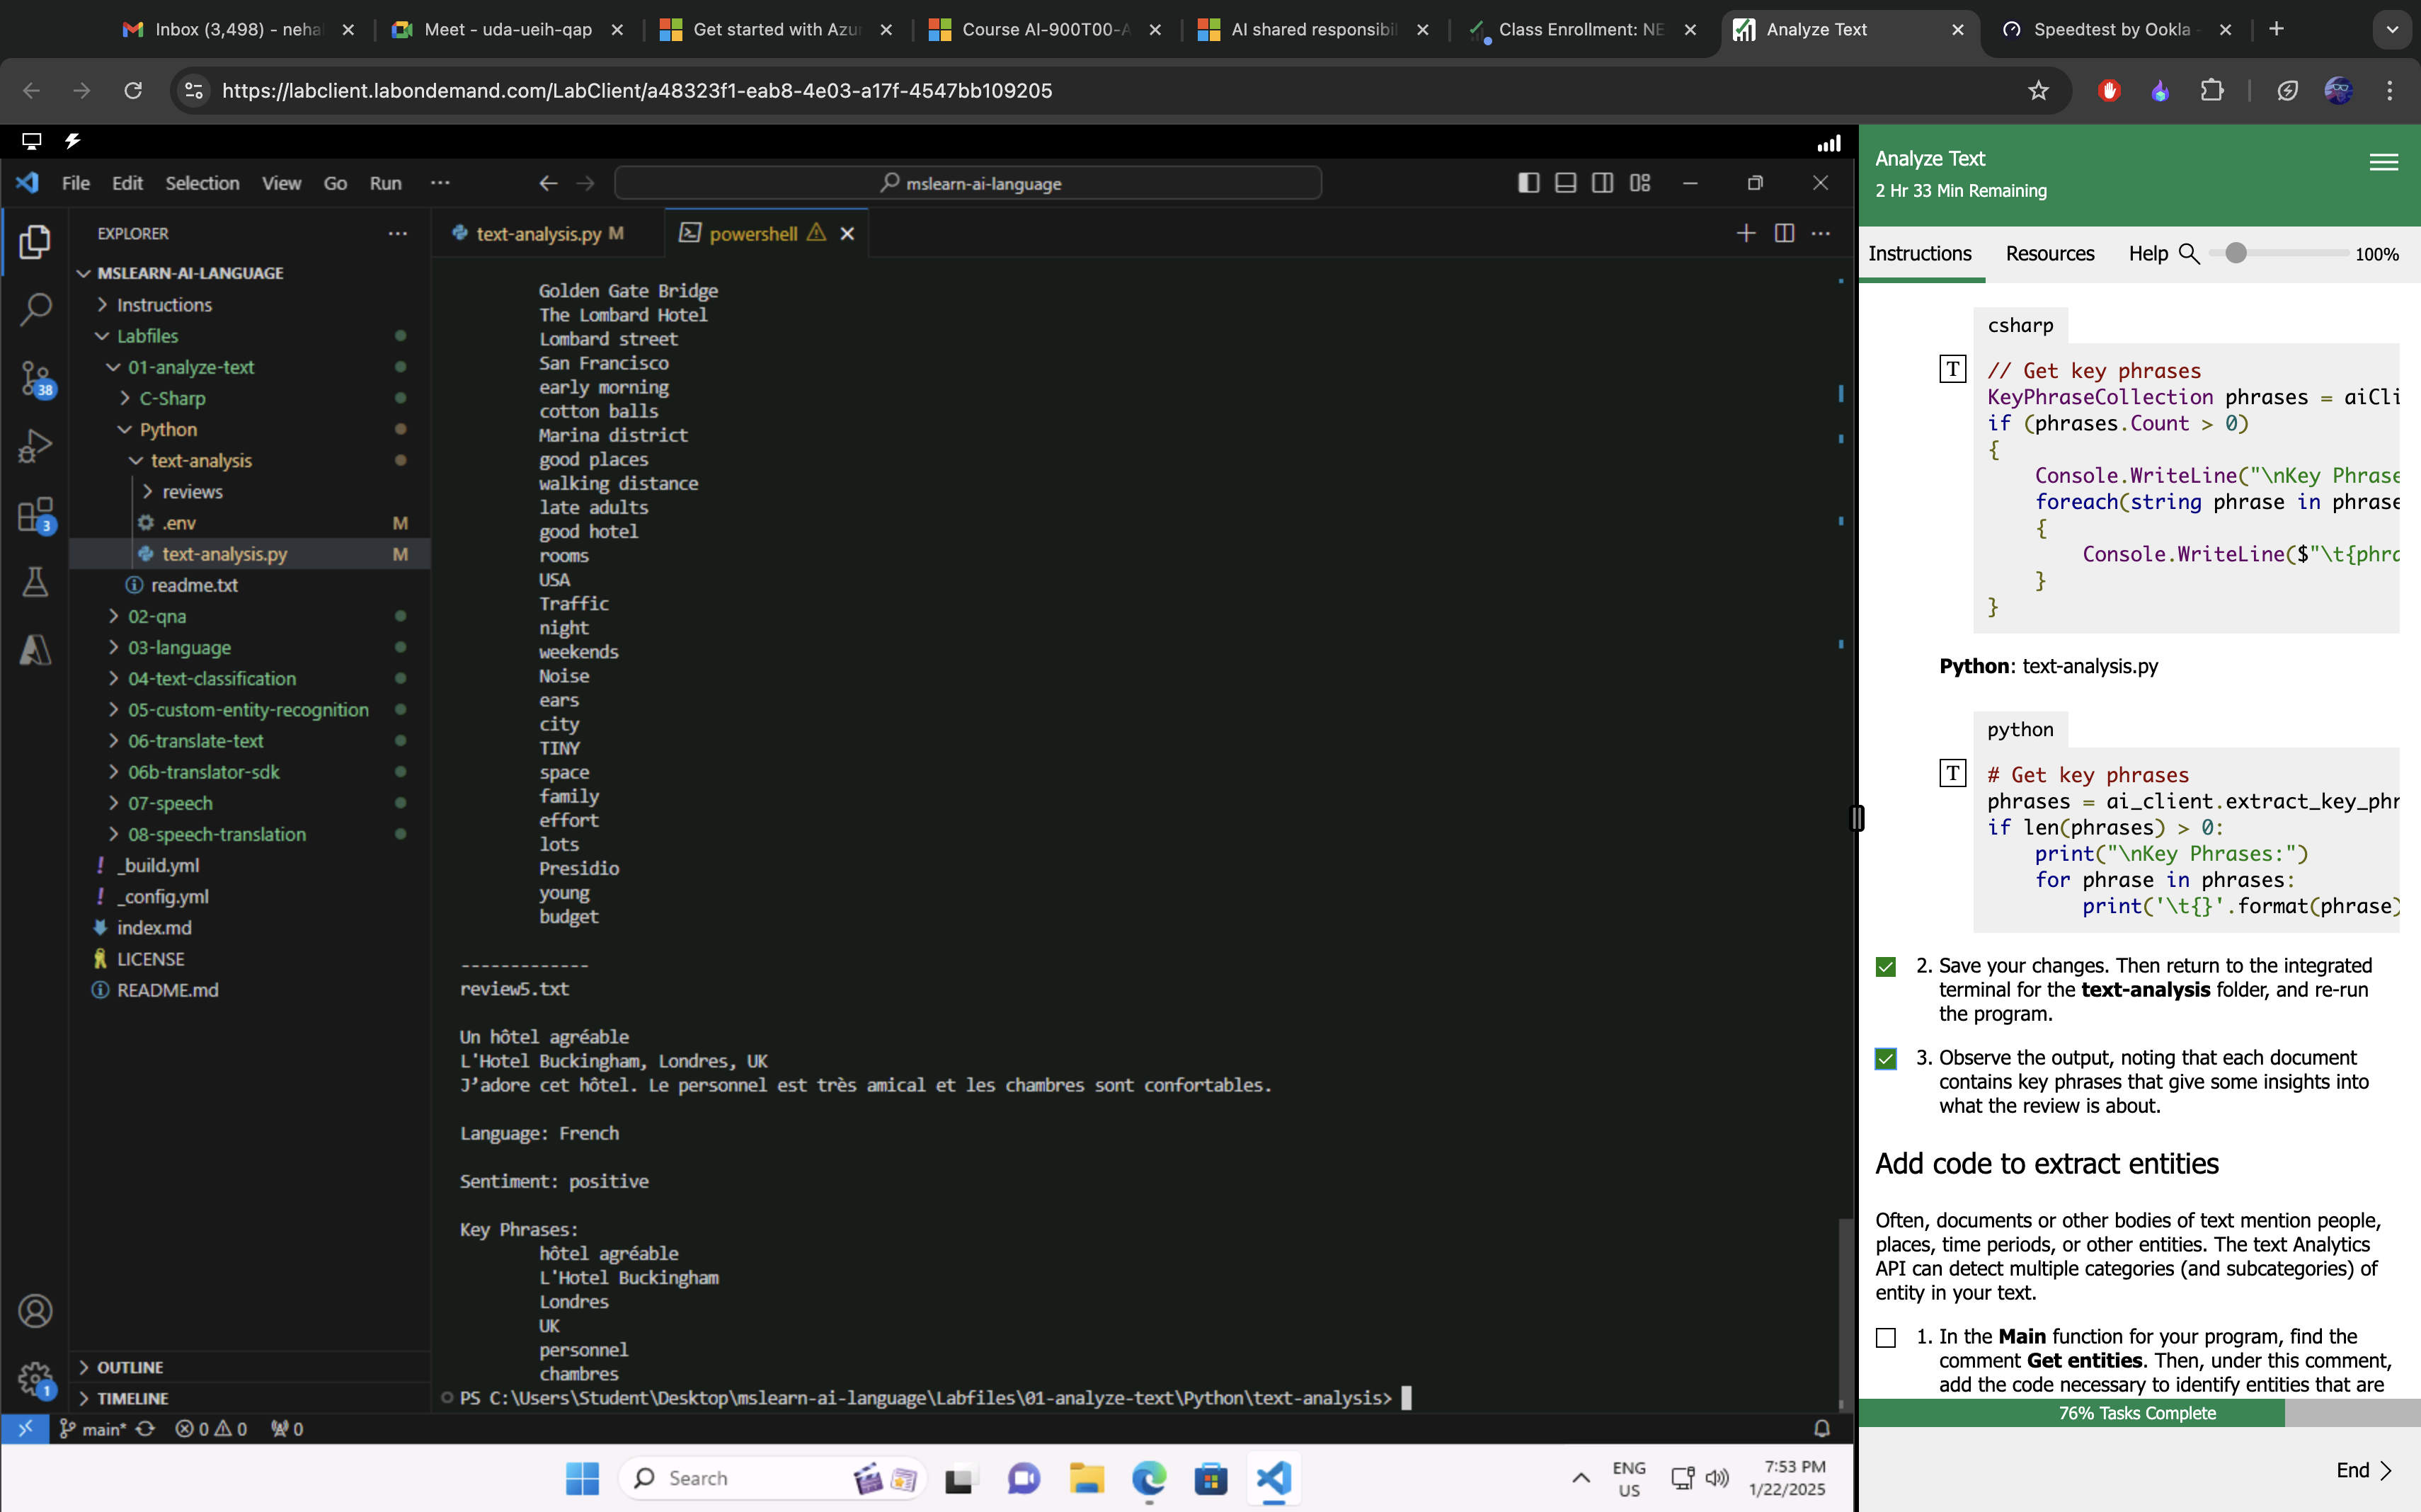 Inbox (3,498) - neha
Meet - uda-ueih-qap
Get started with Azur
Course AI-900T00-A
AI shared responsibil
Class Enrollment: NE
Analyze Text
Speedtest by Ookla -
https://labclient.labondemand.com/LabClient/a48323f1-eab8-4e03-a17f-4547bb109205
File Edit Selection View Go Run ···
mslearn-ai-language
EXPLORER
MSLEARN-AI-LANGUAGE
Instructions
Labfiles
01-analyze-text
C-Sharp
Python
text-analysis
reviews
.env M
text-analysis.py M
readme.txt
02-qna
03-language
04-text-classification
05-custom-entity-recognition
06-translate-text
06b-translator-sdk
07-speech
08-speech-translation
! _build.yml
! _config.yml
index.md
LICENSE
README.md
38
3
1
OUTLINE
TIMELINE
main* 0 0 0
text-analysis.py M
powershell
Golden Gate Bridge
The Lombard Hotel
Lombard street
San Francisco
early morning
cotton balls
Marina district
good places
walking distance
late adults
good hotel
rooms
USA
Traffic
night
weekends
Noise
ears
city
TINY
space
family
effort
lots
Presidio
young
budget
-------------
review5.txt
Un hôtel agréable
L'Hotel Buckingham, Londres, UK
J’adore cet hôtel. Le personnel est très amical et les chambres sont confortables.
Language: French
Sentiment: positive
Key Phrases:
hôtel agréable
L'Hotel Buckingham
Londres
UK
personnel
chambres
PS C:\Users\Student\Desktop\mslearn-ai-language\Labfiles\01-analyze-text\Python\text-analysis>
Search
ENG
US
7:53 PM
1/22/2025
Analyze Text
2 Hr 33 Min Remaining
Instructions Resources Help 100%
csharp
T
// Get key phrases
KeyPhraseCollection phrases = aiCli
if (phrases.Count > 0)
{
Console.WriteLine("\nKey Phrase
foreach(string phrase in phrase
{
Console.WriteLine($"\t{phra
}
}
Python: text-analysis.py
python
T
# Get key phrases
phrases = ai_client.extract_key_phr
if len(phrases) > 0:
print("\nKey Phrases:")
for phrase in phrases:
print('\t{}'.format(phrase)
2. Save your changes. Then return to the integrated
terminal for the text-analysis folder, and re-run
the program.
3. Observe the output, noting that each document
contains key phrases that give some insights into
what the review is about.
Add code to extract entities
Often, documents or other bodies of text mention people,
places, time periods, or other entities. The text Analytics
API can detect multiple categories (and subcategories) of
entity in your text.
1. In the Main function for your program, find the
comment Get entities. Then, under this comment,
add the code necessary to identify entities that are
76% Tasks Complete
End